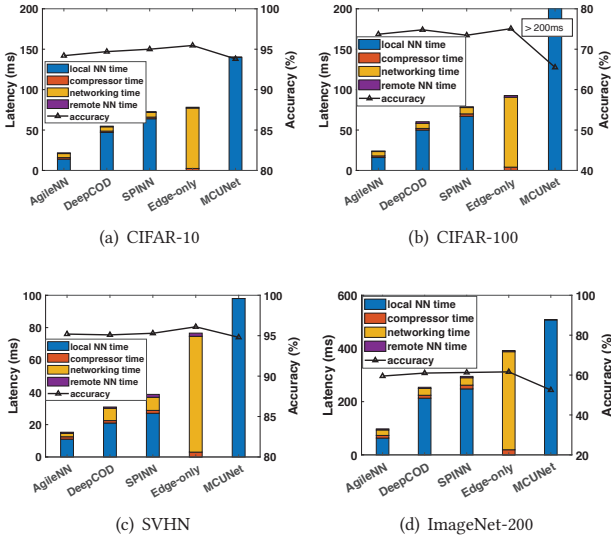 200
150
100
50
0
Latency (ms)
local NN time
compressor time
networking time
remote NN time
accuracy
100
95
90
85
80
Accuracy (%)
AgileNN
DeepCOD
SPINN
Edge-only
MCUNet
(a) CIFAR-10
200
150
100
50
0
Latency (ms)
local NN time
compressor time
networking time
remote NN time
accuracy
> 200ms
80
70
60
50
40
Accuracy (%)
AgileNN
DeepCOD
SPINN
Edge-only
MCUNet
(b) CIFAR-100
100
80
60
40
20
0
Latency (ms)
local NN time
compressor time
networking time
remote NN time
accuracy
100
95
90
85
80
Accuracy (%)
AgileNN
DeepCOD
SPINN
Edge-only
MCUNet
(c) SVHN
600
400
200
0
Latency (ms)
local NN time
compressor time
networking time
remote NN time
accuracy
100
80
60
40
20
Accuracy (%)
AgileNN
DeepCOD
SPINN
Edge-only
MCUNet
(d) ImageNet-200